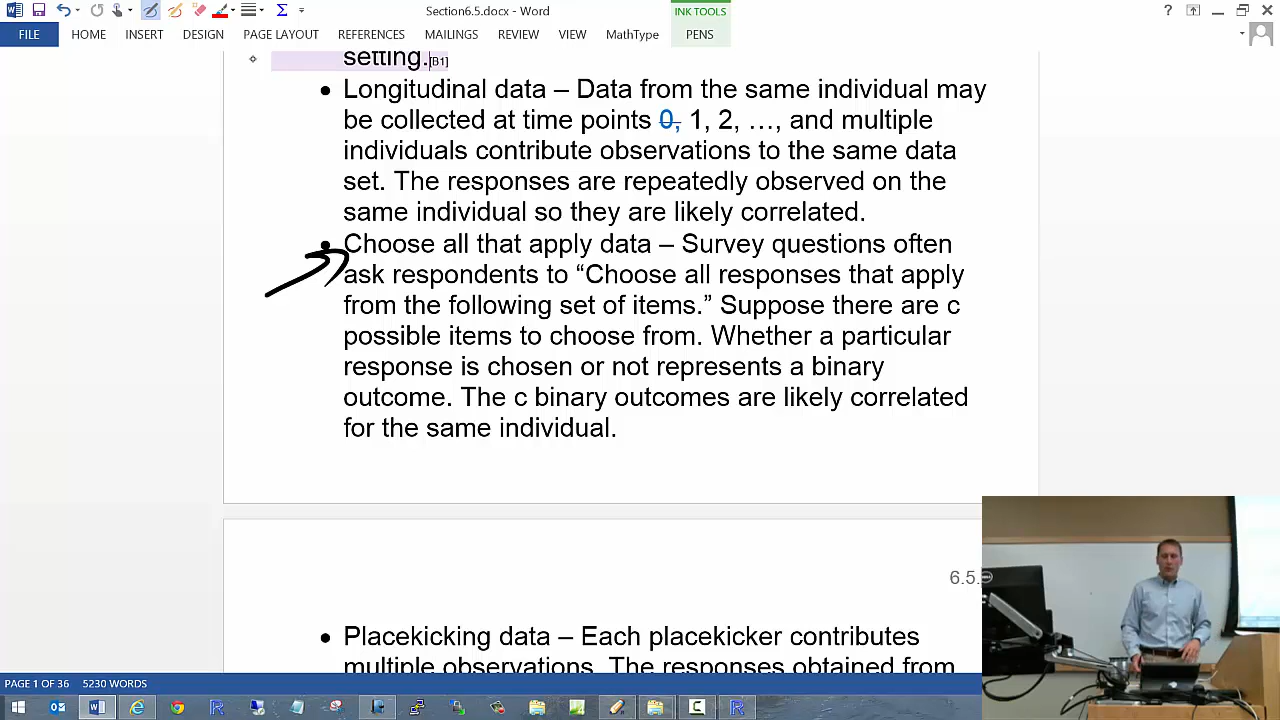 Section6.5.docx - Word
INK TOOLS
FILE HOME INSERT DESIGN PAGE LAYOUT REFERENCES MAILINGS REVIEW VIEW MathType PENS
setting.[B1]
• Longitudinal data – Data from the same individual may
be collected at time points 0, 1, 2, …, and multiple
individuals contribute observations to the same data
set. The responses are repeatedly observed on the
same individual so they are likely correlated.
• Choose all that apply data – Survey questions often
ask respondents to “Choose all responses that apply
from the following set of items.” Suppose there are c
possible items to choose from. Whether a particular
response is chosen or not represents a binary
outcome. The c binary outcomes are likely correlated
for the same individual.
6.5.
• Placekicking data – Each placekicker contributes
multiple observations. The responses obtained from
PAGE 1 OF 36 5230 WORDS